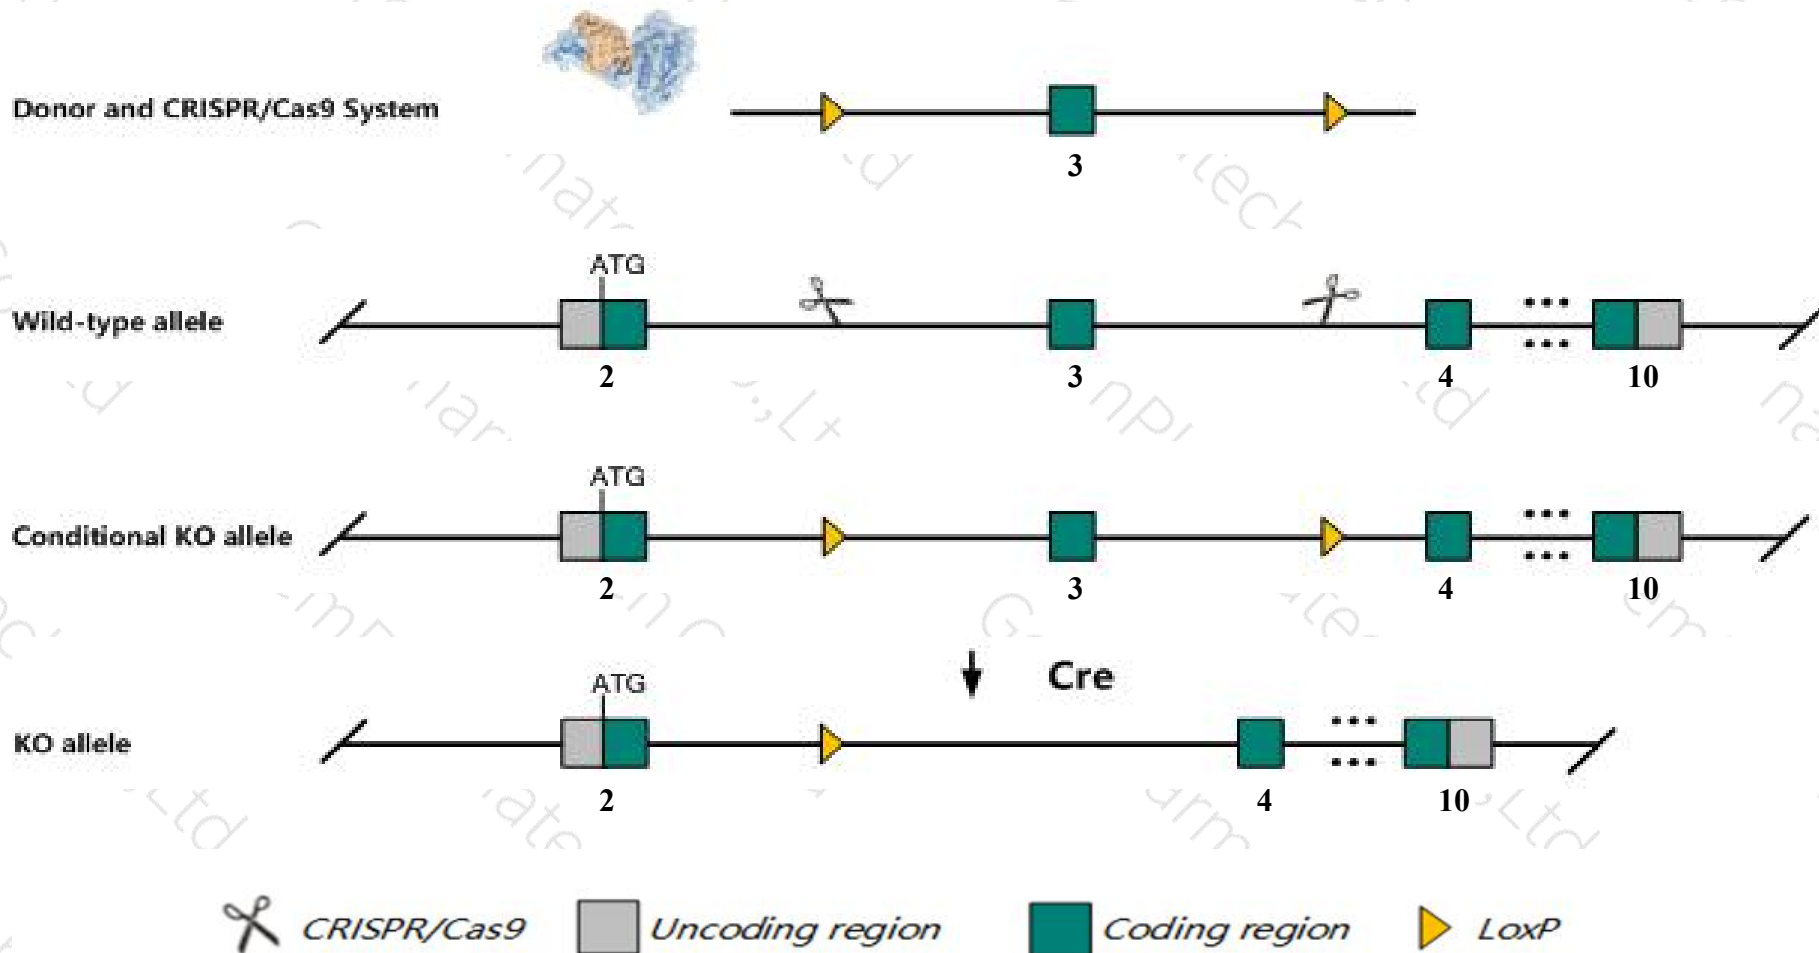 Donor and CRISPR/Cas9 System
3
ATG
Wild-type allele
2 3 4 10
ATG
Conditional KO allele
2 3 4 10
Cre
ATG
KO allele
2 4 10
CRISPR/Cas9 Uncoding region Coding region LoxP